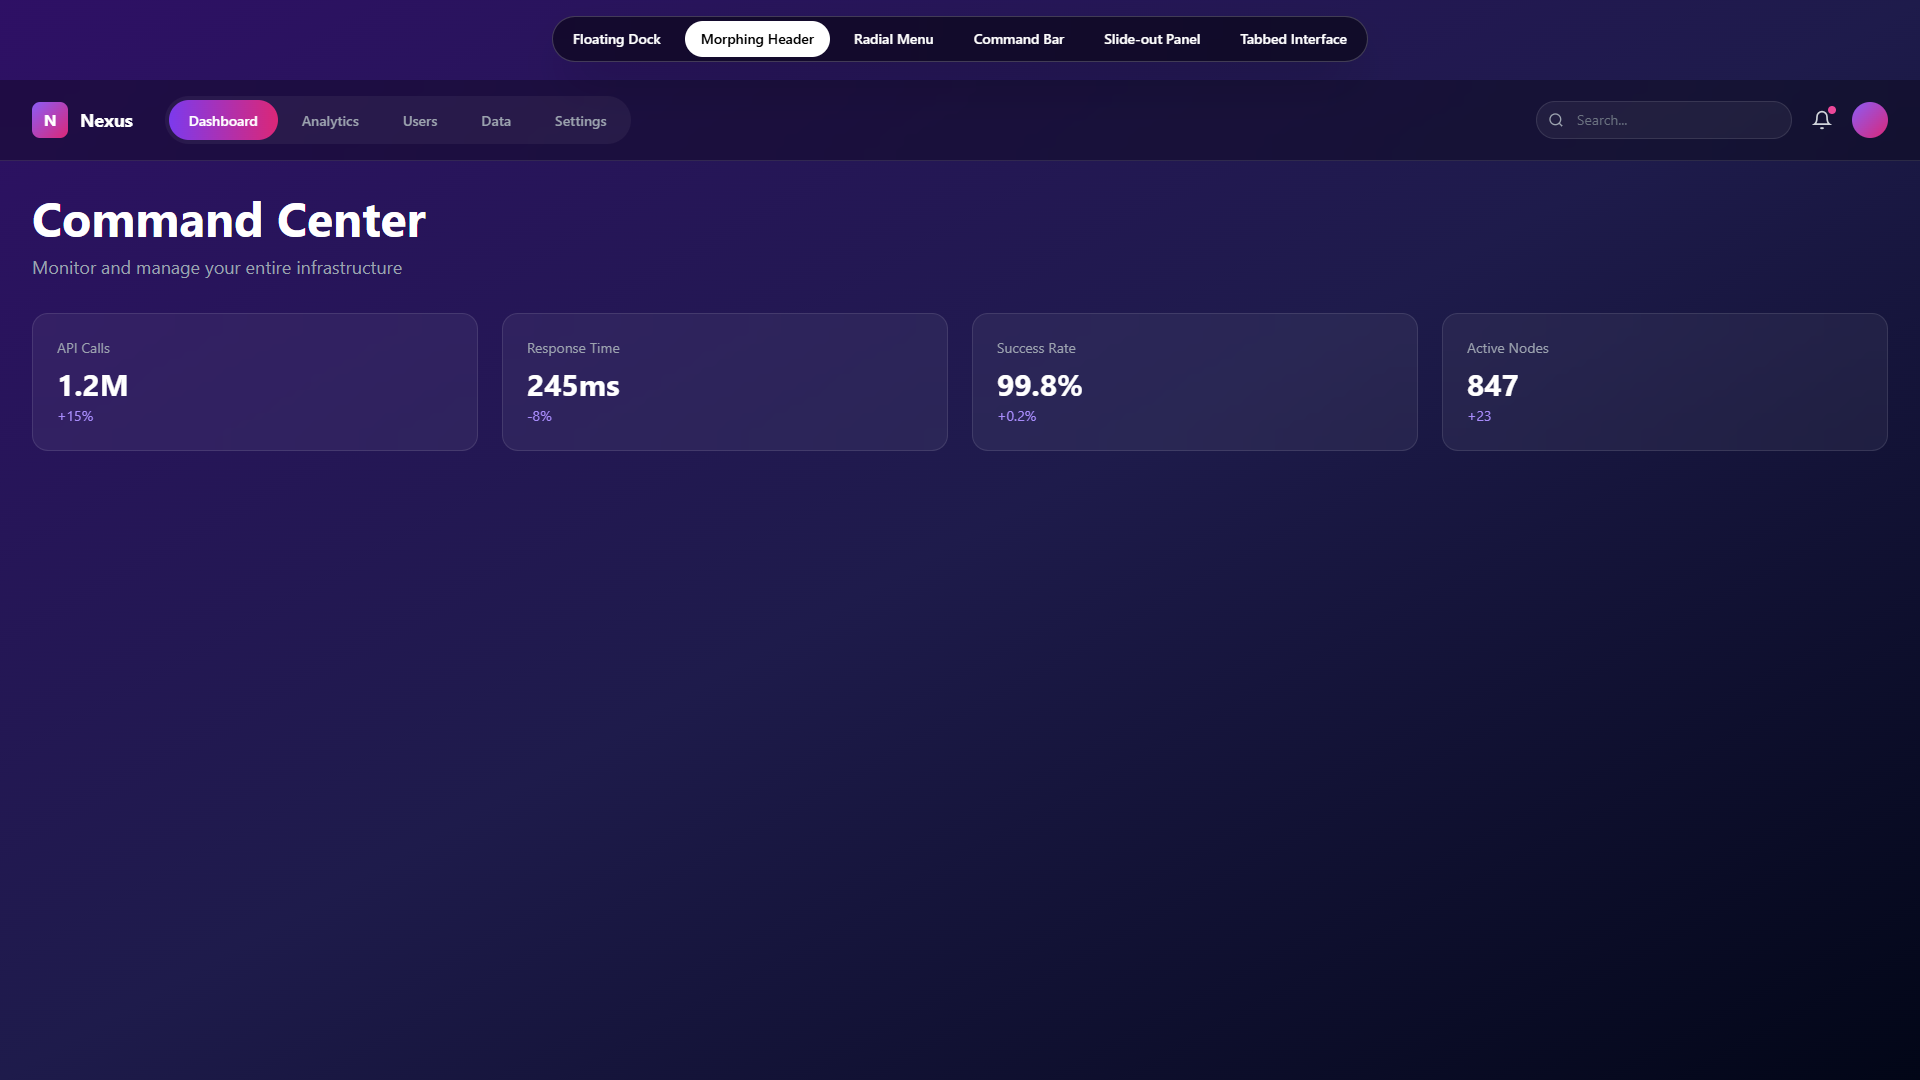 Floating Dock Morphing Header Radial Menu Command Bar Slide-out Panel Tabbed Interface
N Nexus Dashboard Analytics Users Data Settings Search...
Command Center
Monitor and manage your entire infrastructure
API Calls Response Time Success Rate Active Nodes
1.2M 245ms 99.8% 847
+15% -8% +0.2% +23